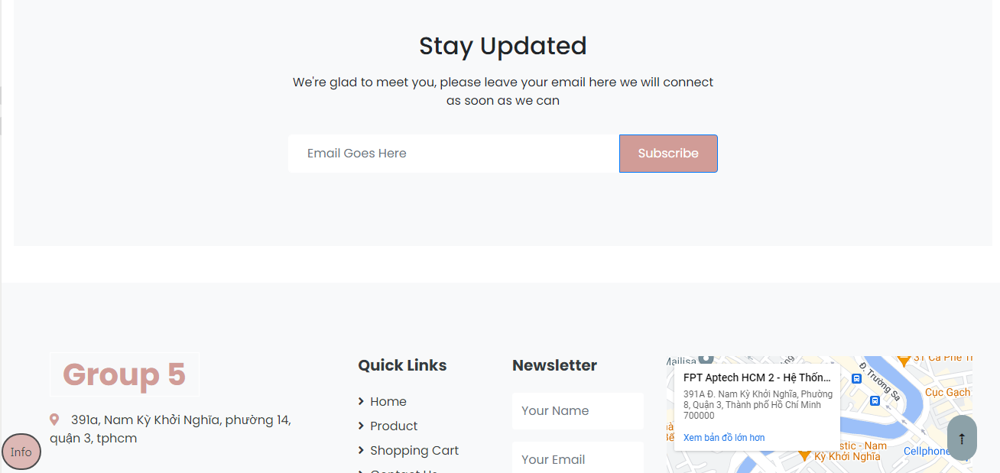 Stay Updated
We're glad to meet you, please leave your email here we will connect
as soon as we can
Email Goes Here
Subscribe
Group 5
391a, Nam Kỳ Khởi Nghĩa, phường 14,
quận 3, tphcm
Info
Quick Links
Home
Product
Shopping Cart
Contact Us
Newsletter
Your Name
Your Email
Mailisa
31 Cà Phê
Đ. Trường Sa
Cục Gạch
FPT Aptech HCM 2 - Hệ Thốn...
391A Đ. Nam Kỳ Khởi Nghĩa, Phường
8, Quận 3, Thành phố Hồ Chí Minh
700000
Xem bản đồ lớn hơn
stic - Nam
Kỳ Khởi Nghĩa
Cellphone